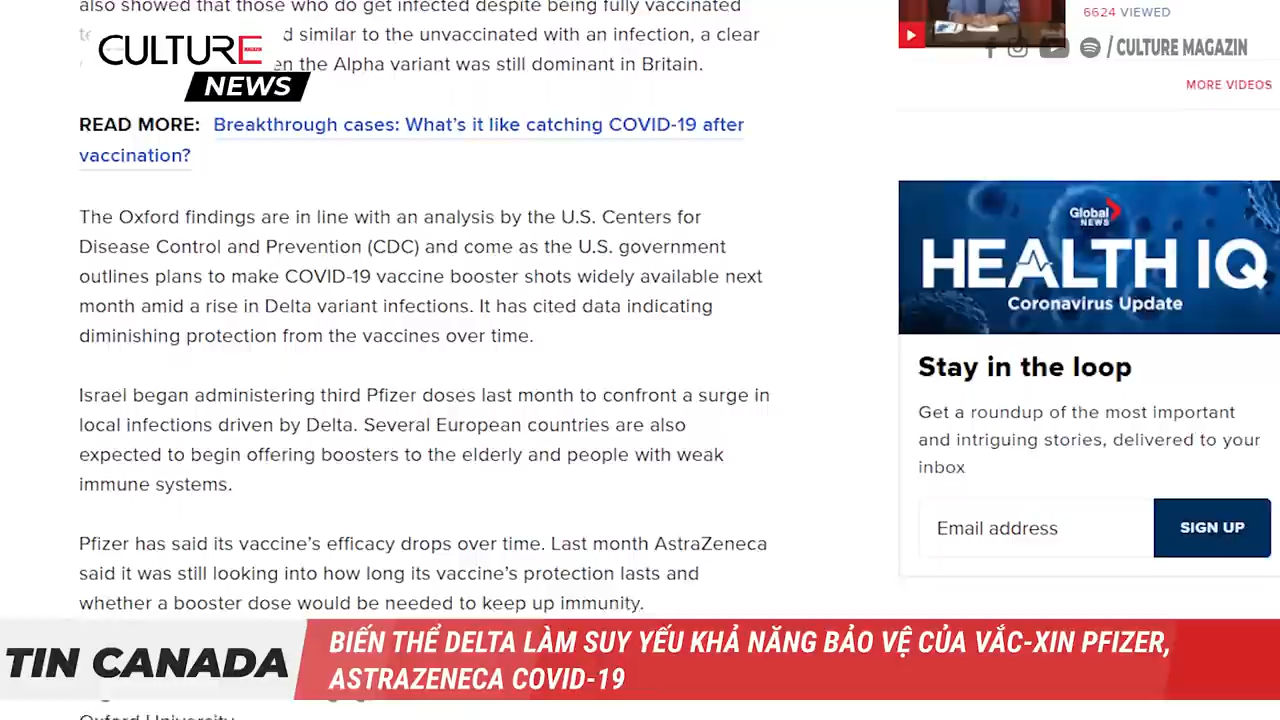 also showed that those who do get infected despite being fully vaccinated
d similar to the unvaccinated with an infection, a clear
en the Alpha variant was still dominant in Britain.
CULTURE
NEWS
READ MORE: Breakthrough cases: What's it like catching COVID-19 after
vaccination?
The Oxford findings are in line with an analysis by the U.S. Centers for
Disease Control and Prevention (CDC) and come as the U.S. government
outlines plans to make COVID-19 vaccine booster shots widely available next
month amid a rise in Delta variant infections. It has cited data indicating
diminishing protection from the vaccines over time.
Israel began administering third Pfizer doses last month to confront a surge in
local infections driven by Delta. Several European countries are also
expected to begin offering boosters to the elderly and people with weak
immune systems.
Pfizer has said its vaccine's efficacy drops over time. Last month AstraZeneca
said it was still looking into how long its vaccine's protection lasts and
whether a booster dose would be needed to keep up immunity.
Oxford University
6624 VIEWED
/ CULTURE MAGAZIN
MORE VIDEOS
Global
NEWS
HEALTH IQ
Coronavirus Update
Stay in the loop
Get a roundup of the most important
and intriguing stories, delivered to your
inbox
Email address
SIGN UP
TIN CANADA
BIẾN THỂ DELTA LÀM SUY YẾU KHẢ NĂNG BẢO VỆ CỦA VẮC-XIN PFIZER,
ASTRAZENECA COVID-19